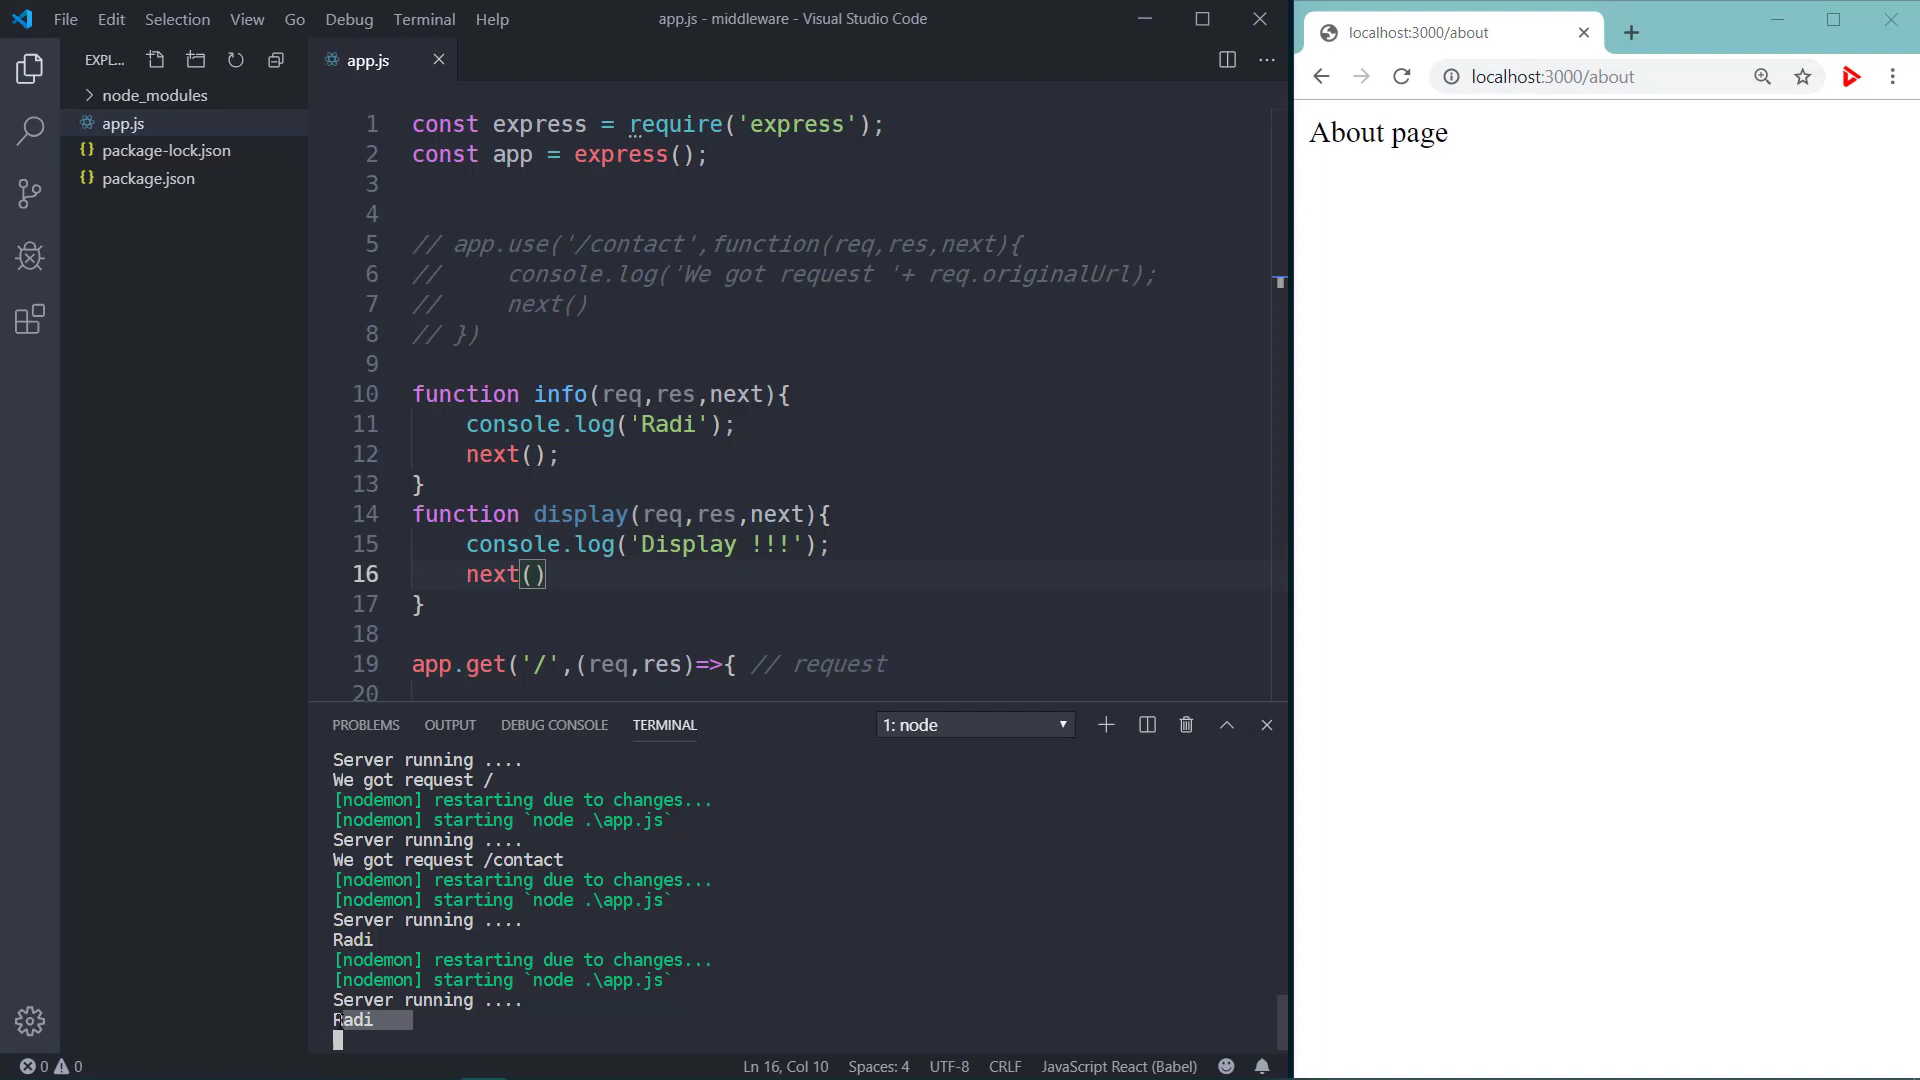 File Edit Selection View Go Debug Terminal Help
app.js - middleware - Visual Studio Code
EXPL...
node_modules
app.js
package-lock.json
package.json
app.js
1 const express = require('express');
2 const app = express();
3
4
5 // app.use('/contact',function(req,res,next){
6 //     console.log('We got request '+ req.originalUrl);
7 //     next()
8 // })
9
10 function info(req,res,next){
11     console.log('Radi');
12     next();
13 }
14 function display(req,res,next){
15     console.log('Display !!!');
16     next()
17 }
18
19 app.get('/',(req,res)=>{ // request
20
PROBLEMS OUTPUT DEBUG CONSOLE TERMINAL
1: node
Server running ....
We got request /
[nodemon] restarting due to changes...
[nodemon] starting `node .\app.js`
Server running ....
We got request /contact
[nodemon] restarting due to changes...
[nodemon] starting `node .\app.js`
Server running ....
Radi
[nodemon] restarting due to changes...
[nodemon] starting `node .\app.js`
Server running ....
Radi
0 0
Ln 16, Col 10 Spaces: 4 UTF-8 CRLF JavaScript React (Babel)
localhost:3000/about
localhost:3000/about
About page